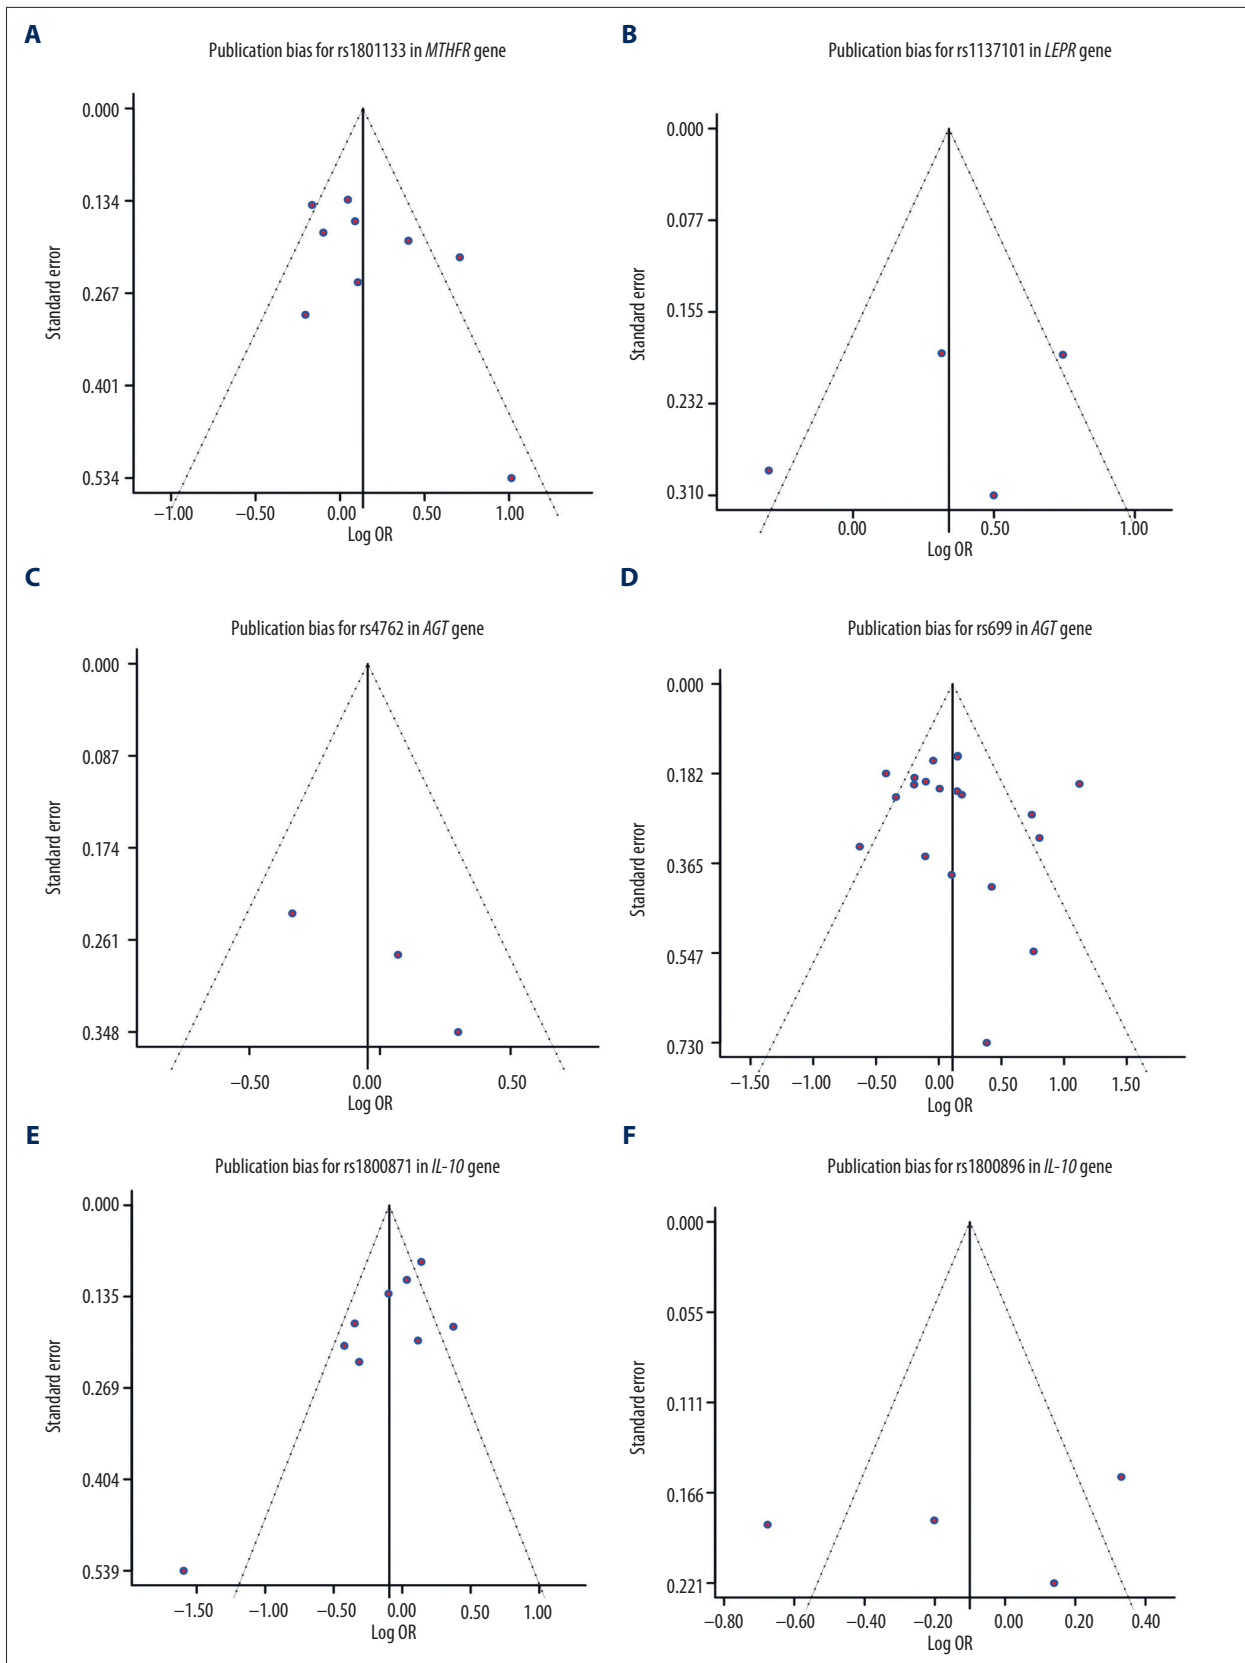 A
Publication bias for rs1801133 in MTHFR gene
0.000
0.134
0.267
0.401
0.534
Standard error
−1.00 −0.50 0.00 0.50 1.00
Log OR
B
Publication bias for rs1137101 in LEPR gene
0.000
0.077
0.155
0.232
0.310
Standard error
0.00 0.50 1.00
Log OR
C
Publication bias for rs4762 in AGT gene
0.000
0.087
0.174
0.261
0.348
Standard error
−0.50 0.00 0.50
Log OR
D
Publication bias for rs699 in AGT gene
0.000
0.182
0.365
0.547
0.730
Standard error
−1.50 −1.00 −0.50 0.00 0.50 1.00 1.50
Log OR
E
Publication bias for rs1800871 in IL-10 gene
0.000
0.135
0.269
0.404
0.539
Standard error
−1.50 −1.00 −0.50 0.00 1.00
Log OR
F
Publication bias for rs1800896 in IL-10 gene
0.000
0.055
0.111
0.166
0.221
Standard error
−0.80 −0.60 −0.40 −0.20 0.00 0.20 0.40
Log OR